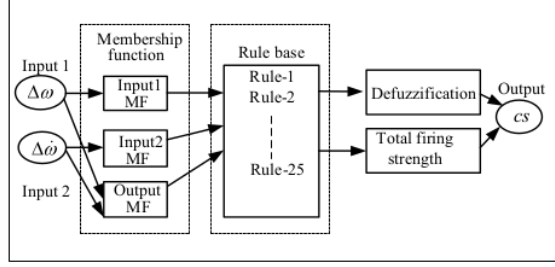 Membership
function
Rule base
Input 1
Δω
Input1
MF
Rule-1
Rule-2
Defuzzification
Output
cs
Δω̇
Input2
MF
Total firing
strength
Input 2
Output
MF
Rule-25